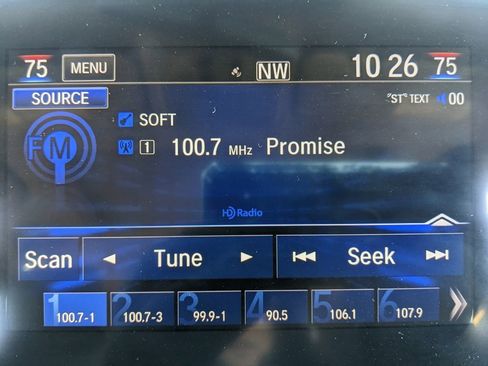 75 MENU NW 10 26 75
SOURCE "ST" TEXT 00
SOFT
FM 1 100.7 MHz Promise
HD Radio
Scan Tune Seek
1 2 3 4 5 6
100.7-1 100.7-3 99.9-1 90.5 106.1 107.9